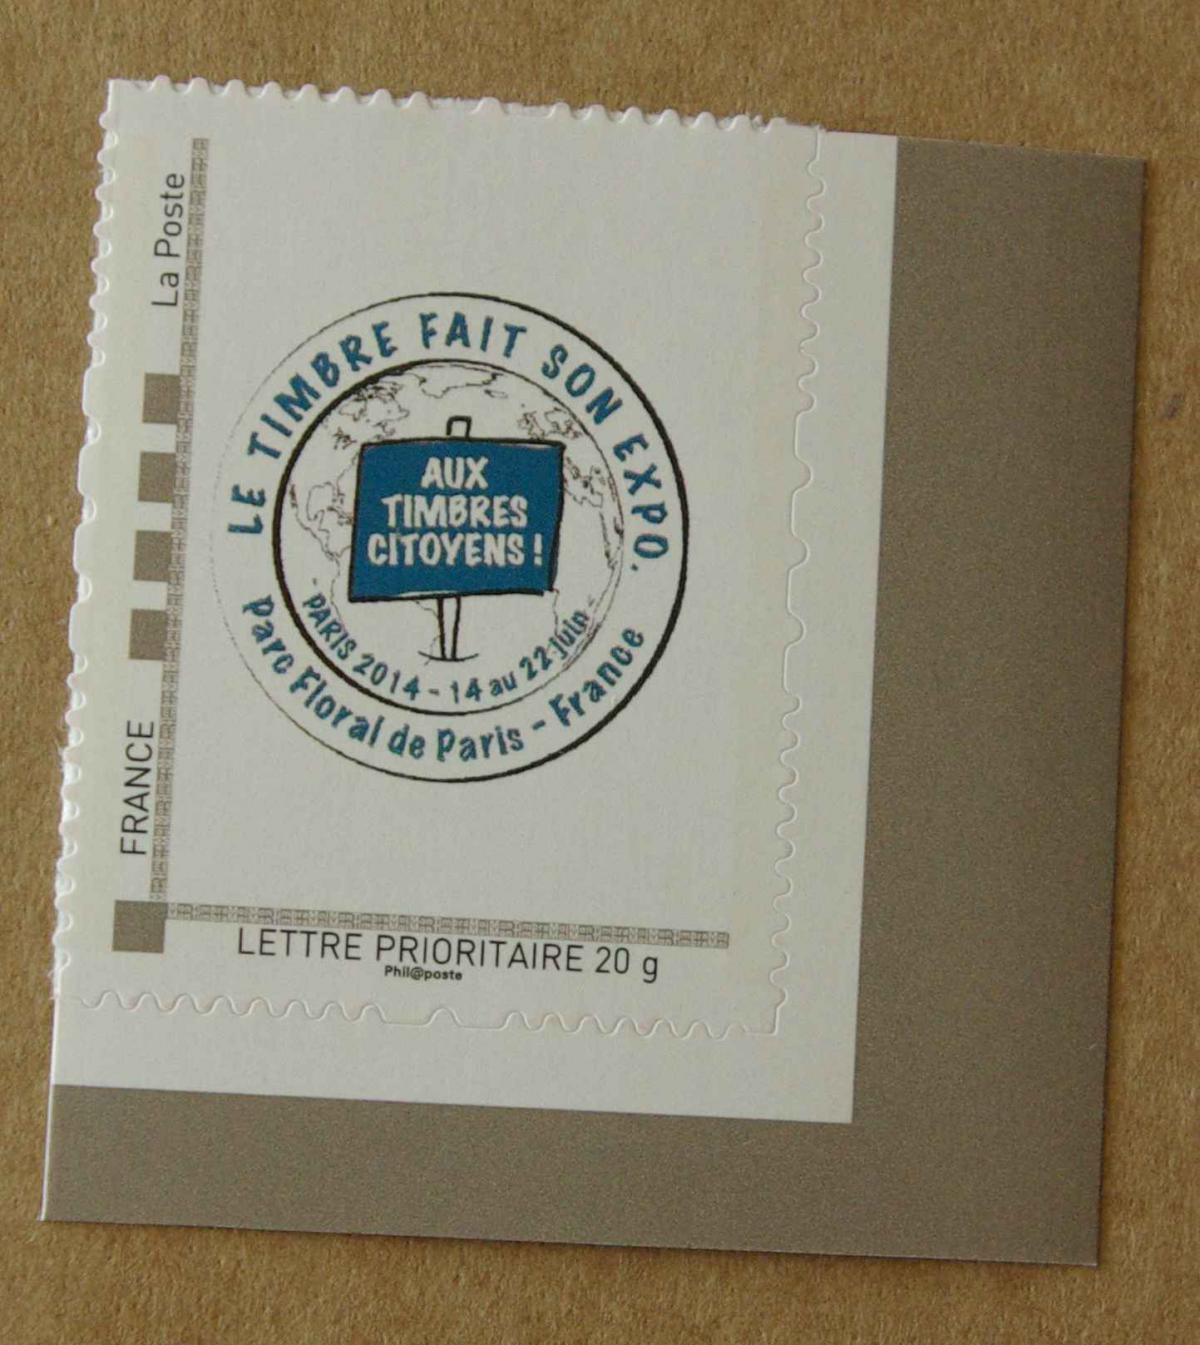 La Poste
FRANCE
LE TIMBRE FAIT SON EXPO.
AUX
TIMBRES
CITOYENS !
- PARIS 2014 - 14 au 22 juin -
Parc Floral de Paris - France
LETTRE PRIORITAIRE 20 g
Phil@poste